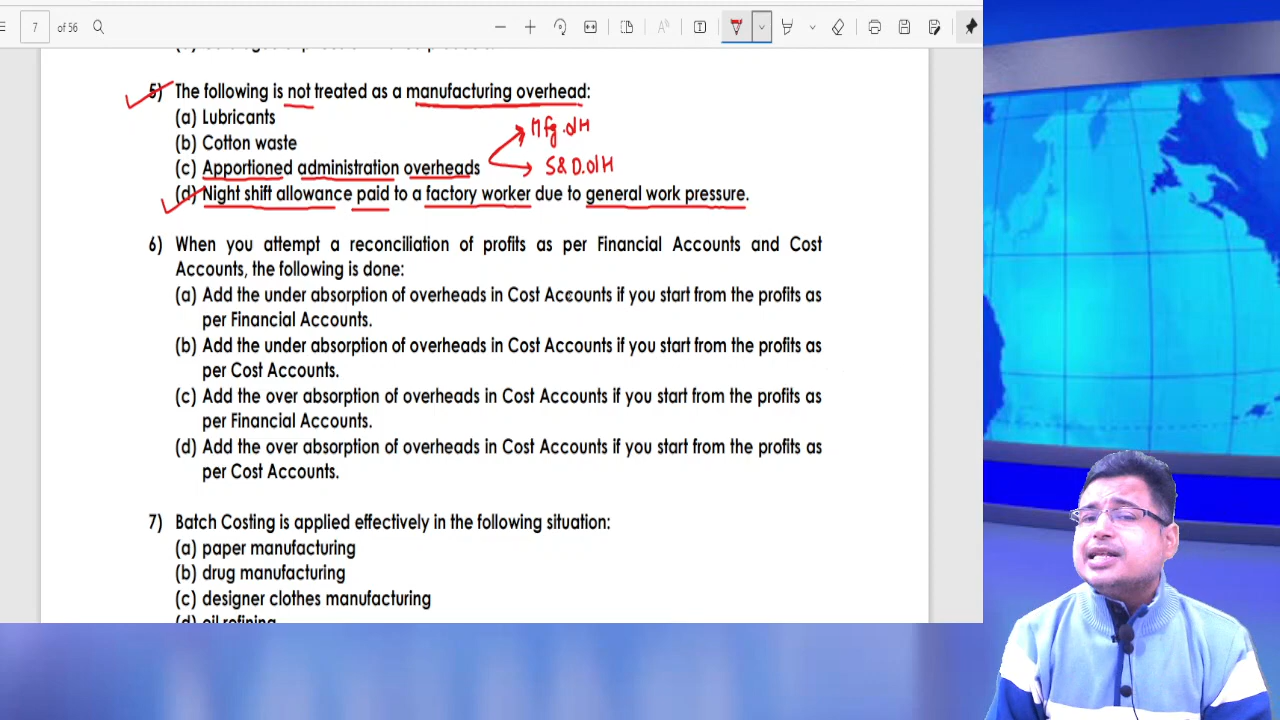 7 of 56
5) The following is not treated as a manufacturing overhead:
(a) Lubricants
(b) Cotton waste
(c) Apportioned administration overheads
Mfg.OH
S&D.OH
(d) Night shift allowance paid to a factory worker due to general work pressure.
6) When you attempt a reconciliation of profits as per Financial Accounts and Cost
Accounts, the following is done:
(a) Add the under absorption of overheads in Cost Accounts if you start from the profits as
per Financial Accounts.
(b) Add the under absorption of overheads in Cost Accounts if you start from the profits as
per Cost Accounts.
(c) Add the over absorption of overheads in Cost Accounts if you start from the profits as
per Financial Accounts.
(d) Add the over absorption of overheads in Cost Accounts if you start from the profits as
per Cost Accounts.
7) Batch Costing is applied effectively in the following situation:
(a) paper manufacturing
(b) drug manufacturing
(c) designer clothes manufacturing
(d) oil refining